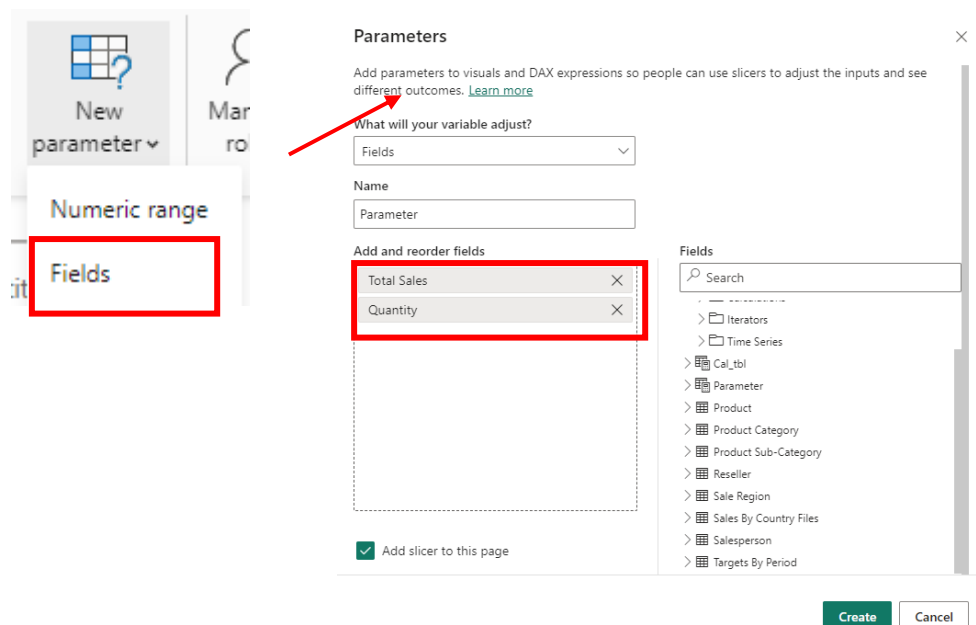 New
parameter
Mar
ro
Numeric range
Fields
cit
Parameters
Add parameters to visuals and DAX expressions so people can use slicers to adjust the inputs and see
different outcomes. Learn more
What will your variable adjust?
Fields
Name
Parameter
Add and reorder fields
Total Sales
Quantity
Add slicer to this page
Fields
Search
Iterators
Time Series
Cal_tbl
Parameter
Product
Product Category
Product Sub-Category
Reseller
Sale Region
Sales By Country Files
Salesperson
Targets By Period
Create
Cancel